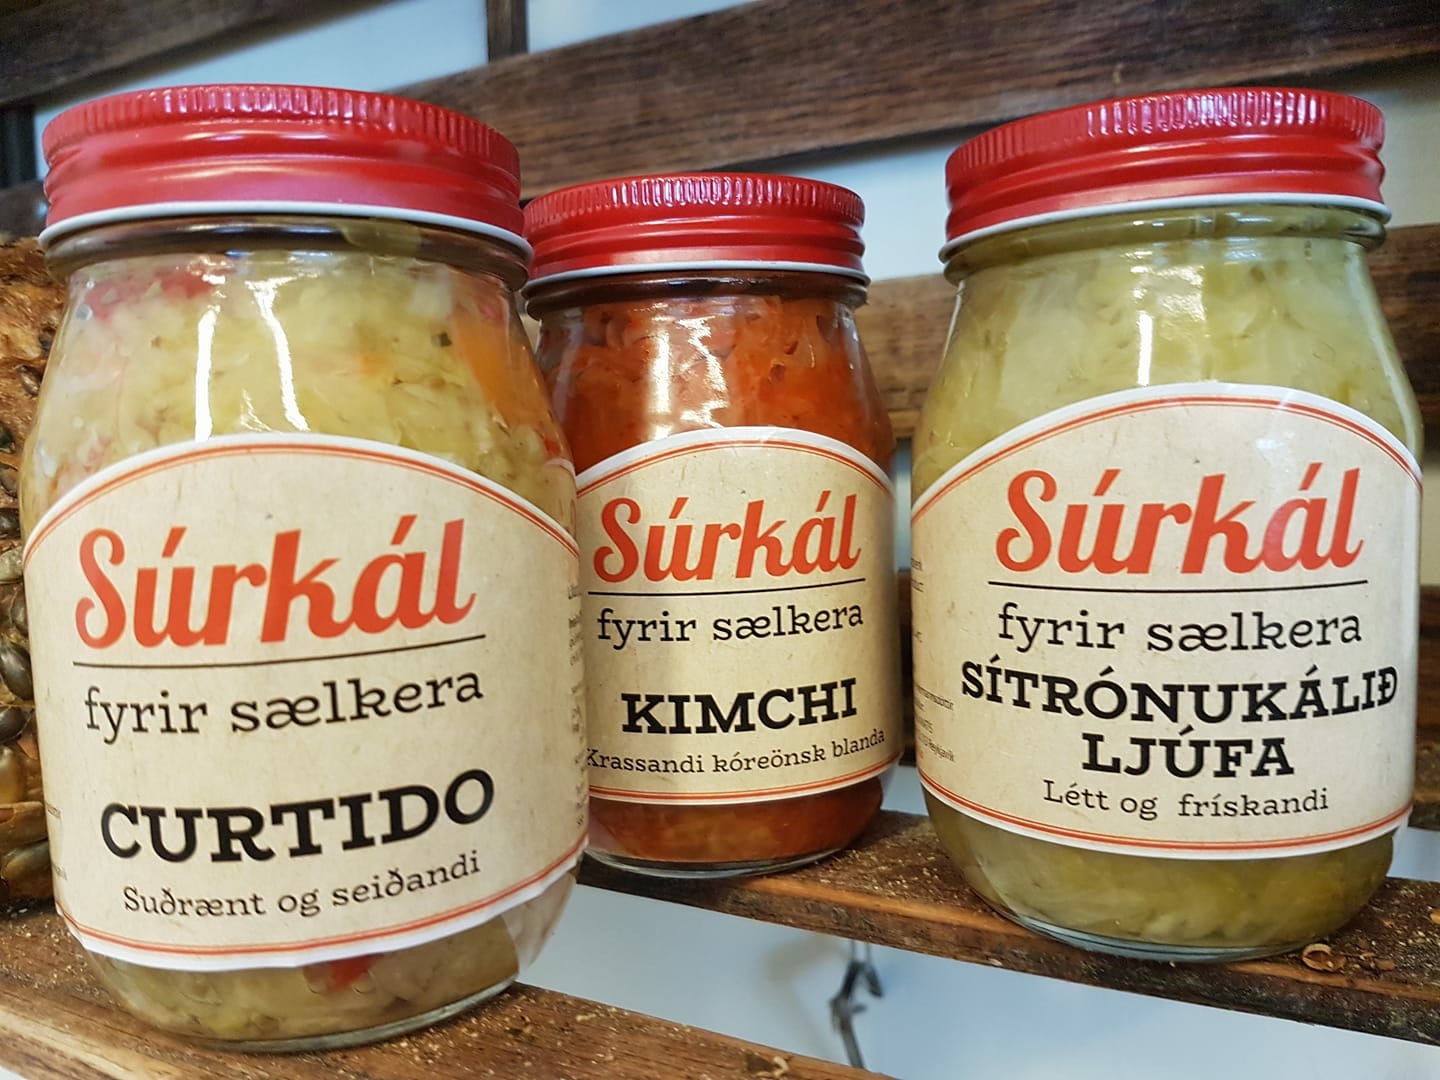 Súrkál
fyrir sælkera
CURTIDO
Suðrænt og seiðandi
Súrkál
fyrir sælkera
KIMCHI
Krassandi kóreönsk blanda
Súrkál
fyrir sælkera
SÍTRÓNUKÁLIÐ
LJÚFA
Létt og frískandi